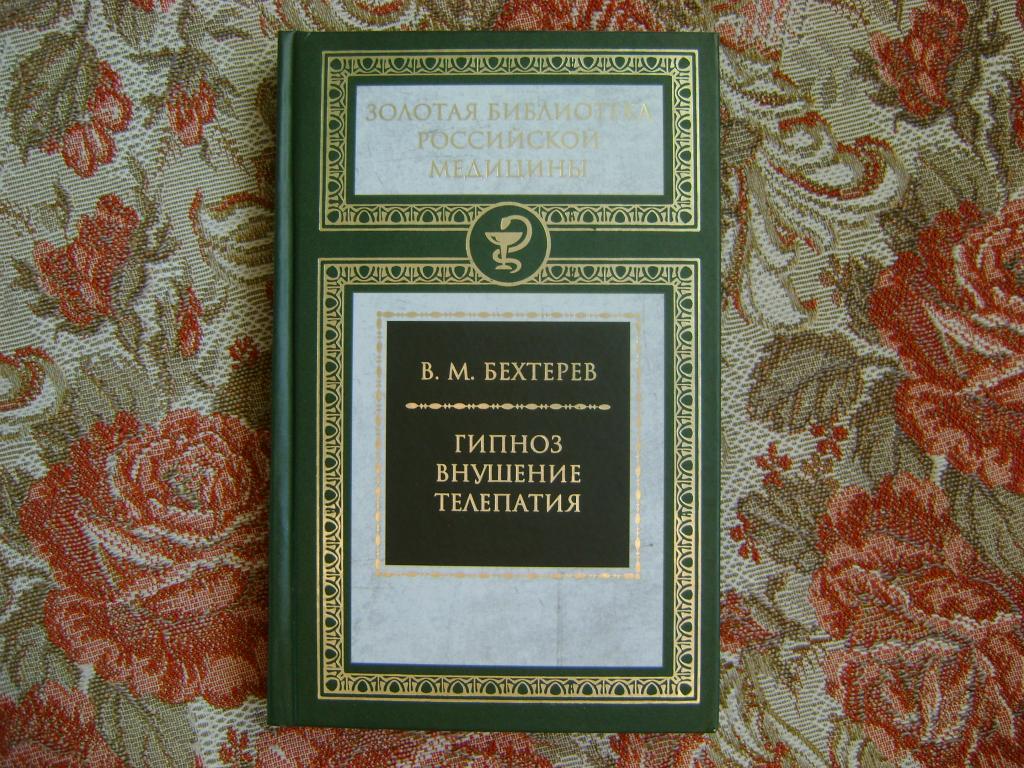 ЗОЛОТАЯ БИБЛИОТЕКА
РОССИЙСКОЙ
МЕДИЦИНЫ
В. М. БЕХТЕРЕВ
ГИПНОЗ
ВНУШЕНИЕ
ТЕЛЕПАТИЯ